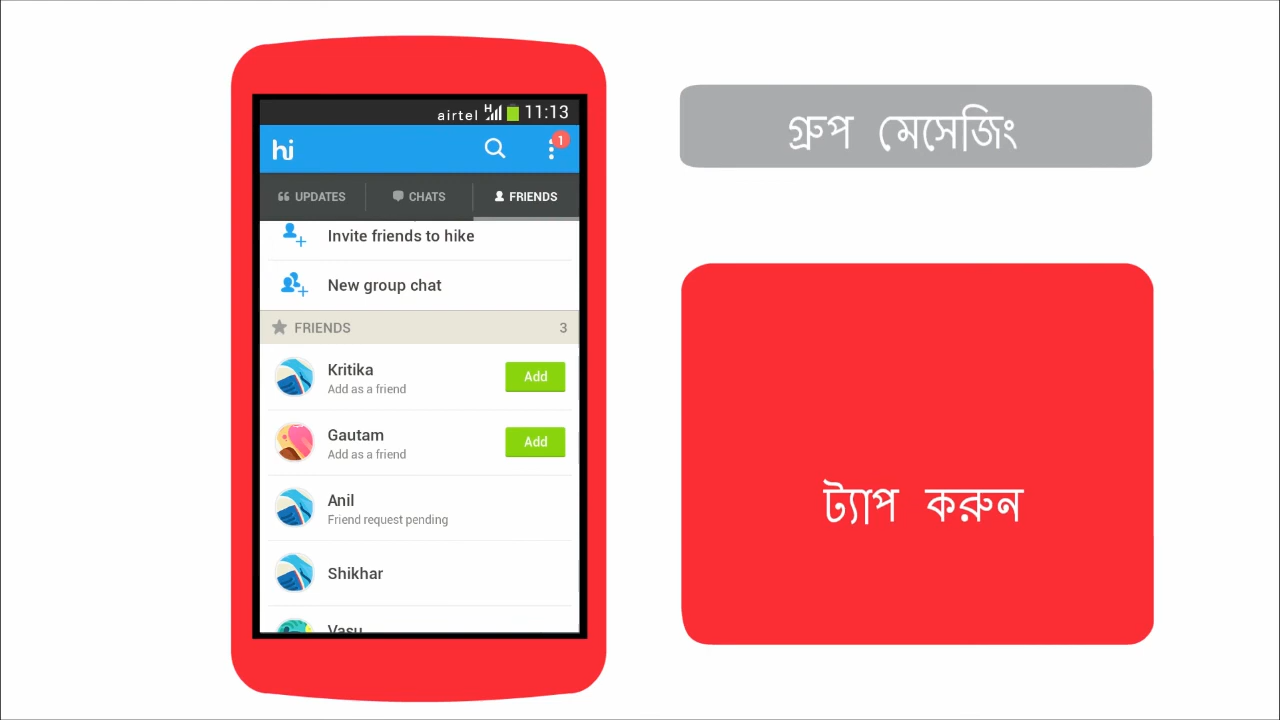 airtel H 11:13
hi 1
UPDATES CHATS FRIENDS
Invite friends to hike
New group chat
FRIENDS 3
Kritika
Add as a friend
Add
Gautam
Add as a friend
Add
Anil
Friend request pending
Shikhar
Vasu
গ্রুপ মেসেজিং
ট্যাপ করুন